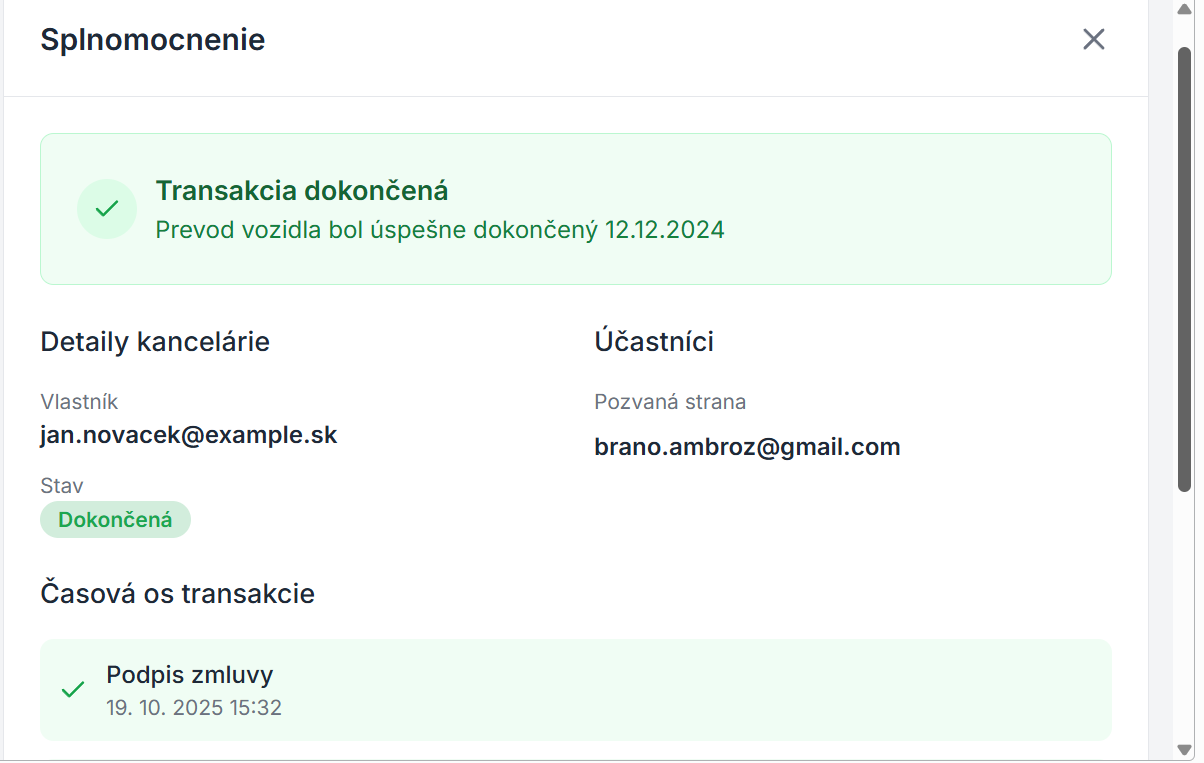 Splnomocnenie
Transakcia dokončená
Prevod vozidla bol úspešne dokončený 12.12.2024
Detaily kancelárie
Vlastník
jan.novacek@example.sk
Stav
Dokončená
Účastníci
Pozvaná strana
brano.ambroz@gmail.com
Časová os transakcie
Podpis zmluvy
19. 10. 2025 15:32